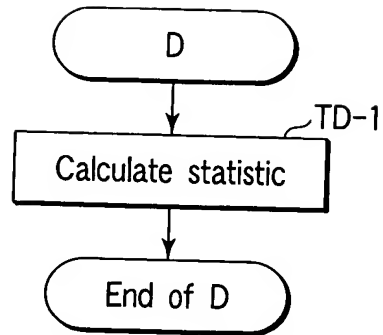 D
TD-1
Calculate statistic
End of D